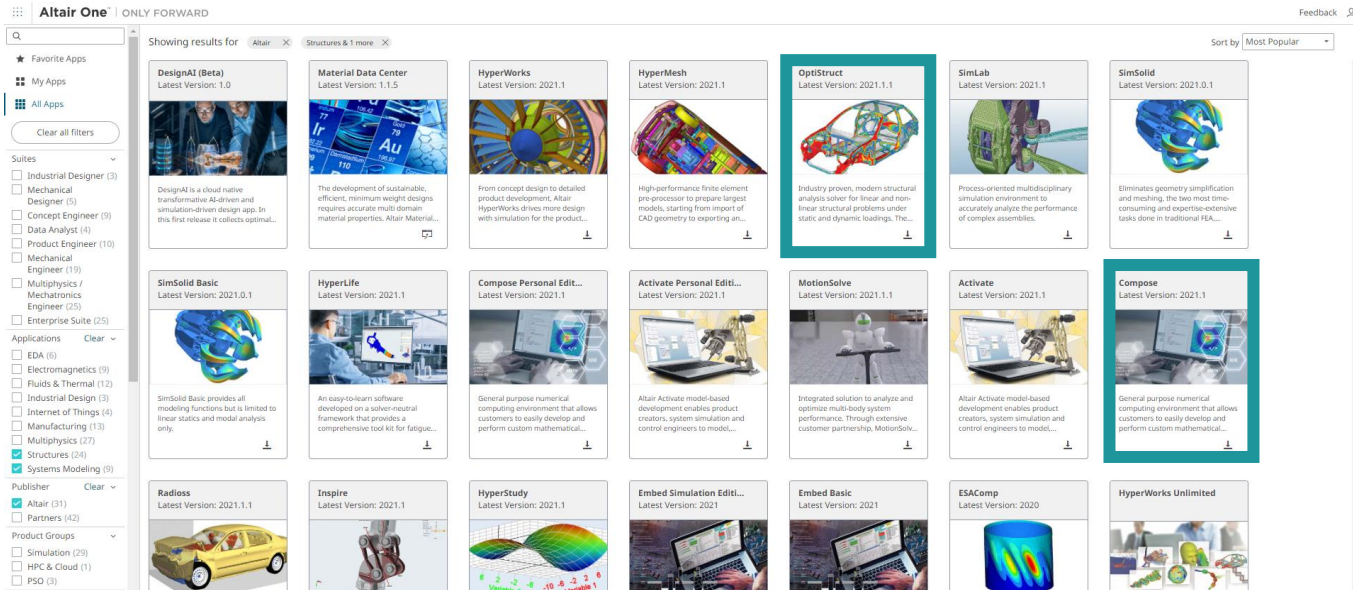 Altair One™ | ONLY FORWARD
Feedback
Favorite Apps
My Apps
All Apps
Clear all filters
Suites
Industrial Designer (3)
Mechanical
Designer (5)
Concept Engineer (9)
Data Analyst (4)
Product Engineer (10)
Mechanical
Engineer (19)
Multiphysics /
Mechatronics
Engineer (25)
Enterprise Suite (25)
Applications Clear
EDA (6)
Electromagnetics (9)
Fluids & Thermal (12)
Industrial Design (3)
Internet of Things (4)
Manufacturing (13)
Multiphysics (27)
Structures (24)
Systems Modeling (9)
Publisher Clear
Altair (31)
Partners (42)
Product Groups
Simulation (29)
HPC & Cloud (1)
PSO (3)
Showing results for Altair X Structures & 1 more X
Sort by Most Popular
DesignAI (Beta)
Latest Version: 1.0
DesignAI is a cloud native
transformative AI-driven and
simulation-driven design app. In
this first release it collects optimal...
Material Data Center
Latest Version: 1.1.5
77
Ir
106.42
Gold
79
Au
196.97
110
The development of sustainable,
efficient, minimum weight designs
requires accurate multi domain
material properties. Altair Material...
HyperWorks
Latest Version: 2021.1
From concept design to detailed
product development, Altair
HyperWorks drives more design
with simulation for the product...
HyperMesh
Latest Version: 2021.1
High-performance finite element
pre-processor to prepare largest
models, starting from import of
CAD geometry to exporting an...
OptiStruct
Latest Version: 2021.1.1
Industry proven, modern structural
analysis solver for linear and non-
linear structural problems under
static and dynamic loadings. The...
SimLab
Latest Version: 2021.1
Process-oriented multidisciplinary
simulation environment to
accurately analyze the performance
of complex assemblies.
SimSolid
Latest Version: 2021.0.1
Eliminates geometry simplification
and meshing, the two most time-
consuming and expertise-extensive
tasks done in traditional FEA,...
SimSolid Basic
Latest Version: 2021.0.1
SimSolid Basic provides all
modeling functions but is limited to
linear statics and modal analysis
only.
HyperLife
Latest Version: 2021.1
An easy-to-learn software
developed on a solver-neutral
framework that provides a
comprehensive tool kit for fatigue...
Compose Personal Edit...
Latest Version: 2021.1
General purpose numerical
computing environment that allows
customers to easily develop and
perform custom mathematical...
Activate Personal Editi...
Latest Version: 2021.1
Altair Activate model-based
development enables product
creators, system simulation and
control engineers to model,...
MotionSolve
Latest Version: 2021.1.1
Integrated solution to analyze and
optimize multi-body system
performance. Through extensive
customer partnership, MotionSolv...
Activate
Latest Version: 2021.1
Altair Activate model-based
development enables product
creators, system simulation and
control engineers to model,...
Compose
Latest Version: 2021.1
General purpose numerical
computing environment that allows
customers to easily develop and
perform custom mathematical...
Radioss
Latest Version: 2021.1.1
Inspire
Latest Version: 2021.1
HyperStudy
Latest Version: 2021.1
Embed Simulation Editi...
Latest Version: 2021
Embed Basic
Latest Version: 2021
ESAComp
Latest Version: 2020
HyperWorks Unlimited